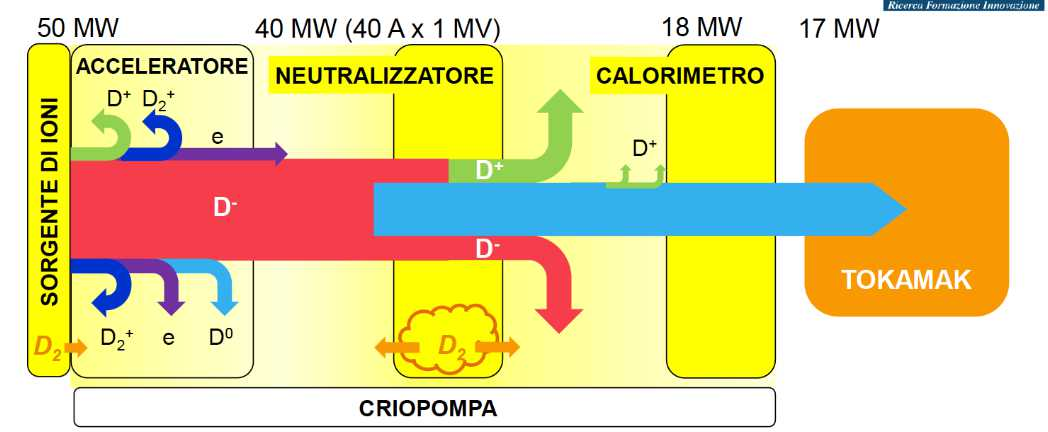 Ricerca Formazione Innovazione
50 MW
40 MW (40 A x 1 MV)
18 MW
17 MW
ACCELERATORE
NEUTRALIZZATORE
CALORIMETRO
SORGENTE DI IONI
D⁺
D₂⁺
e
D⁺
D⁺
D⁻
D⁻
TOKAMAK
D₂⁺
e
D⁰
D₂
D₂
CRIOPOMPA